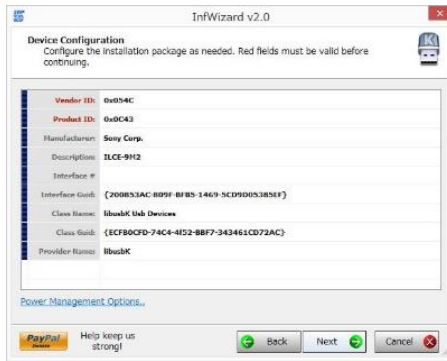 InfWizard v2.0
Device Configuration
Configure the installation package as needed. Red fields must be valid before
continuing.
Vendor ID: 0x054C
Product ID: 0x0C43
Manufacturer: Sony Corp.
Description: ILCE-9M2
Interface #
Interface Guid: {200853AC-B09F-BFB5-1469-5CD9D05385EF}
Class Name: libusbK Usb Devices
Class Guid: {ECFB0CFD-74C4-4f52-BBF7-343461CD72AC}
Provider Name: libusbK
Power Management Options..
PayPal Help keep us
strong!
Back Next Cancel